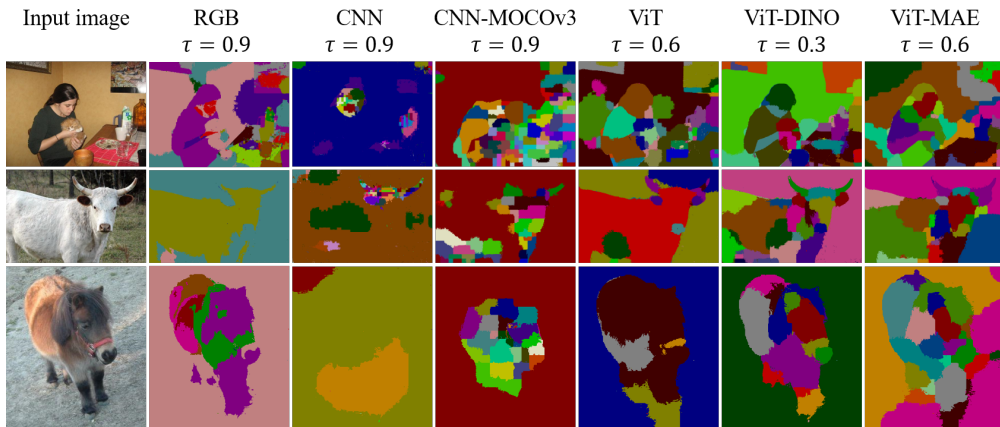 Input image RGB CNN CNN-MOCOv3 ViT ViT-DINO ViT-MAE
τ = 0.9 τ = 0.9 τ = 0.9 τ = 0.6 τ = 0.3 τ = 0.6